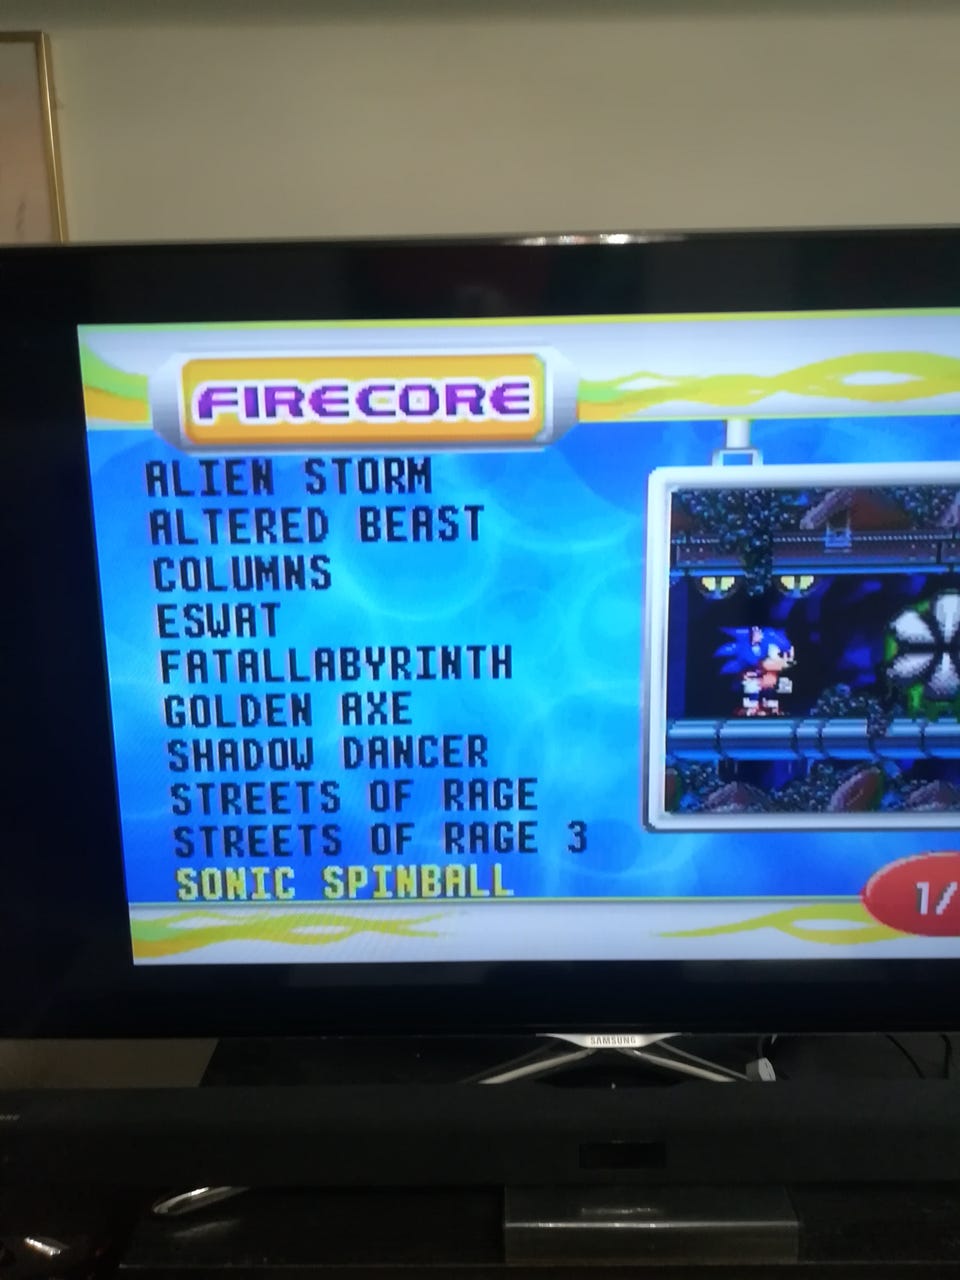 FIRECORE
ALIEN STORM
ALTERED BEAST
COLUMNS
ESWAT
FATALLABYRINTH
GOLDEN AXE
SHADOW DANCER
STREETS OF RAGE
STREETS OF RAGE 3
SONIC SPINBALL
1/
SAMSUNG